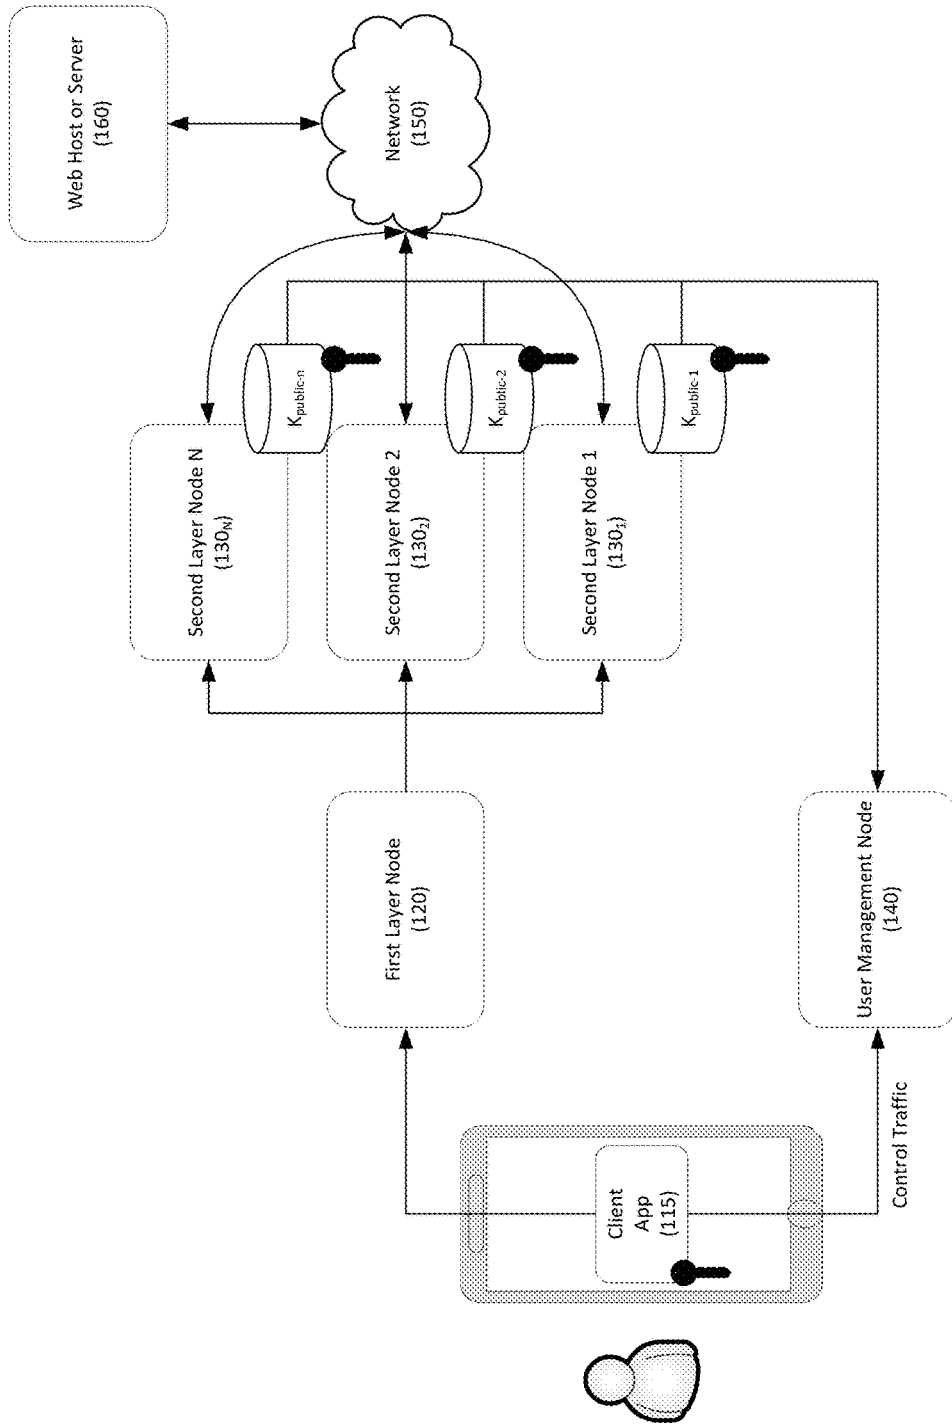 Web Host or Server
(160)
Network
(150)
Second Layer Node N
(130N)
Kpublic-n
Second Layer Node 2
(1302)
Kpublic-2
Second Layer Node 1
(1301)
Kpublic-1
First Layer Node
(120)
User Management Node
(140)
Client
App
(115)
Control Traffic